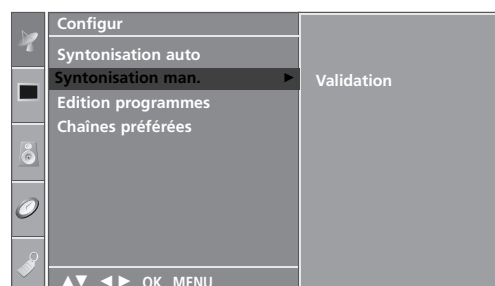 Configur
Syntonisation auto
Syntonisation man. ► Validation
Edition programmes
Chaînes préférées
▲▼ ◄► OK MENU